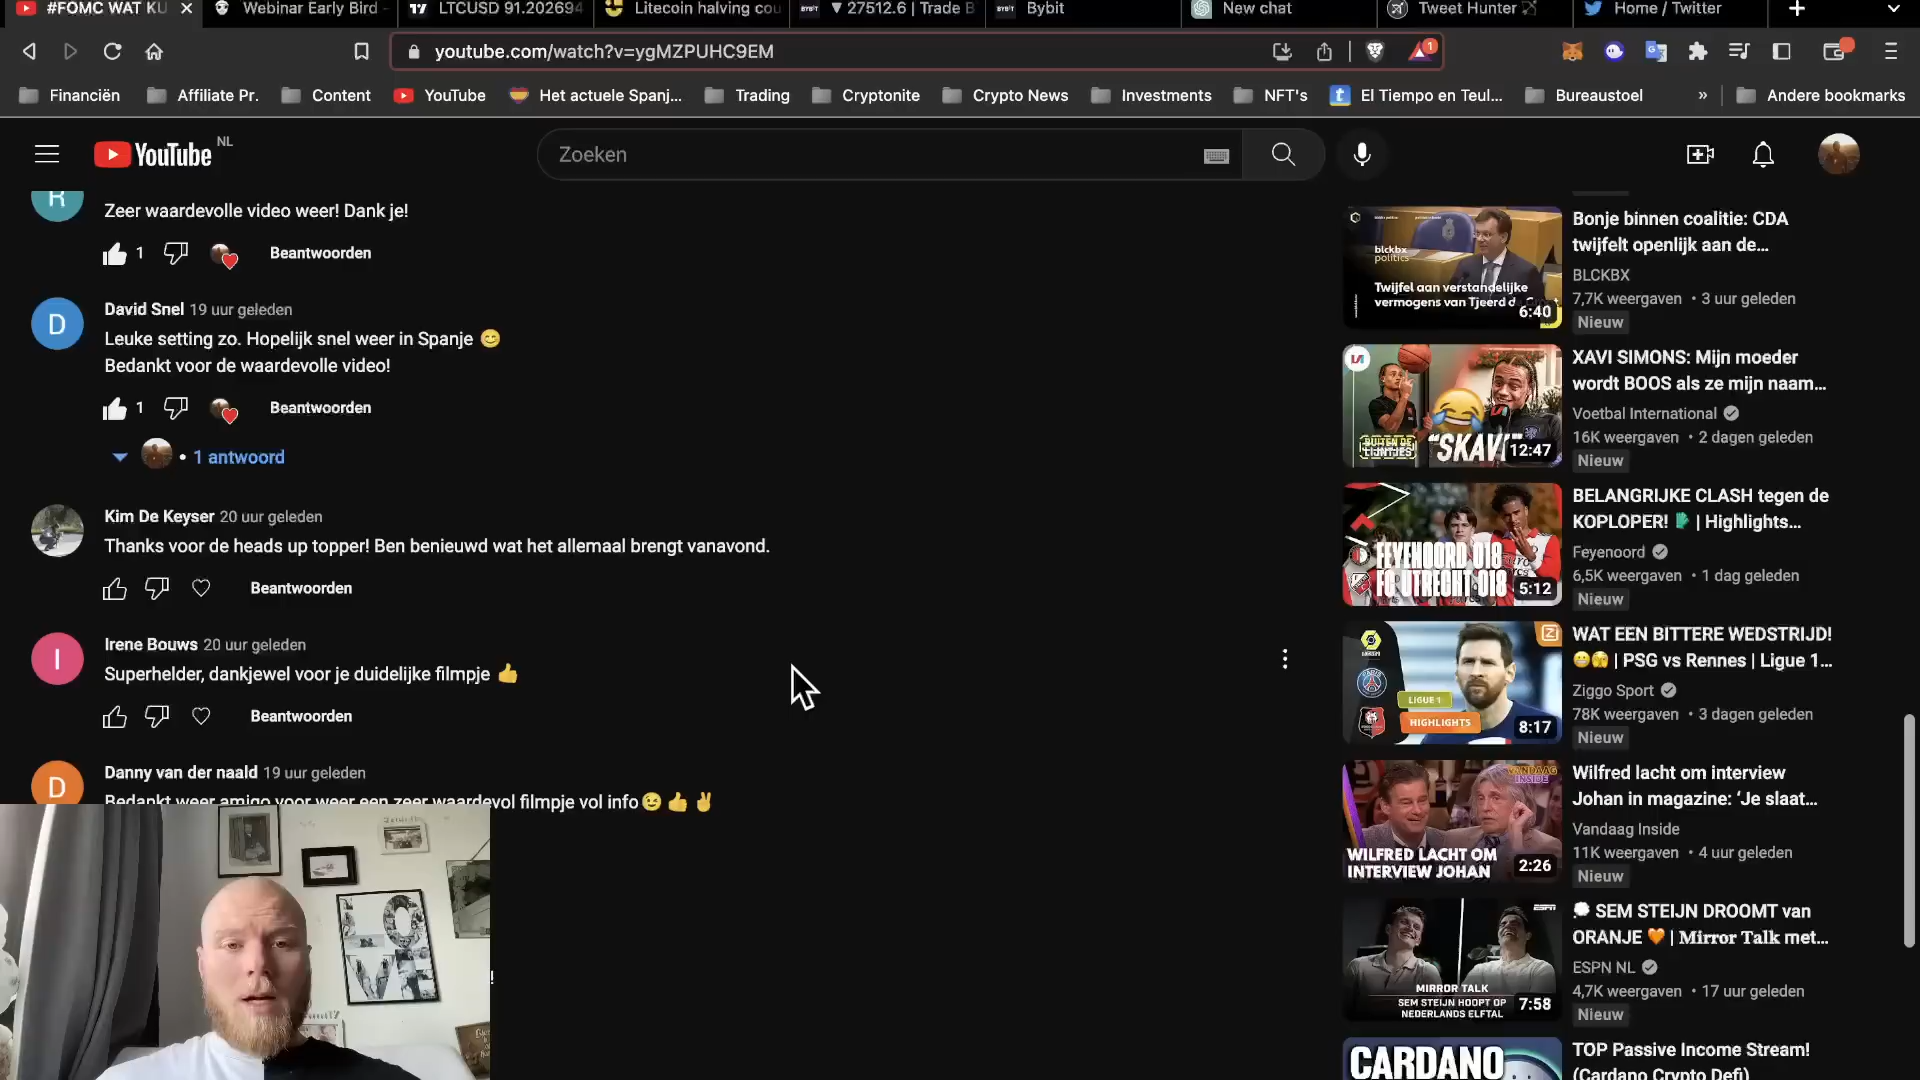 #FOMC WAT KU
Webinar Early Bird
LTCUSD 91.202694
Litecoin halving cou
▼ 27512.6 | Trade B
Bybit
New chat
Tweet Hunter
Home / Twitter
youtube.com/watch?v=ygMZPUHC9EM
1
Financiën
Affiliate Pr.
Content
YouTube
Het actuele Spanj...
Trading
Cryptonite
Crypto News
Investments
NFT's
El Tiempo en Teul...
Bureaustoel
»
Andere bookmarks
YouTube NL
Zoeken
R
Zeer waardevolle video weer! Dank je!
1 Beantwoorden
D
David Snel 19 uur geleden
Leuke setting zo. Hopelijk snel weer in Spanje 😊
Bedankt voor de waardevolle video!
1 Beantwoorden
• 1 antwoord
Kim De Keyser 20 uur geleden
Thanks voor de heads up topper! Ben benieuwd wat het allemaal brengt vanavond.
Beantwoorden
I
Irene Bouws 20 uur geleden
Superhelder, dankjewel voor je duidelijke filmpje 👍
Beantwoorden
D
Danny van der naald 19 uur geleden
Bedankt weer amigo voor weer een zeer waardevol filmpje vol info😉👍✌
!
LOVE
blckbx
politics
Twijfel aan verstandelijke
vermogens van Tjeerd d
6:40
Bonje binnen coalitie: CDA
twijfelt openlijk aan de...
BLCKBX
7,7K weergaven • 3 uur geleden
Nieuw
BUITEN DE
LIJNTJES
"SKAVI"
12:47
XAVI SIMONS: Mijn moeder
wordt BOOS als ze mijn naam...
Voetbal International
16K weergaven • 2 dagen geleden
Nieuw
FEYENOORD O18
FC UTRECHT O18
5:12
BELANGRIJKE CLASH tegen de
KOPLOPER! | Highlights...
Feyenoord
6,5K weergaven • 1 dag geleden
Nieuw
LIGUE 1
HIGHLIGHTS
8:17
WAT EEN BITTERE WEDSTRIJD!
😬🫣 | PSG vs Rennes | Ligue 1...
Ziggo Sport
78K weergaven • 3 dagen geleden
Nieuw
VANDAAG
INSIDE
WILFRED LACHT OM
INTERVIEW JOHAN
2:26
Wilfred lacht om interview
Johan in magazine: ‘Je slaat...
Vandaag Inside
11K weergaven • 4 uur geleden
Nieuw
ESPN
MIRROR TALK
SEM STEIJN HOOPT OP
NEDERLANDS ELFTAL
7:58
💭 SEM STEIJN DROOMT van
ORANJE 🧡 | Mirror Talk met...
ESPN NL
4,7K weergaven • 17 uur geleden
Nieuw
CARDANO
TOP Passive Income Stream!
(Cardano Crypto Defi)